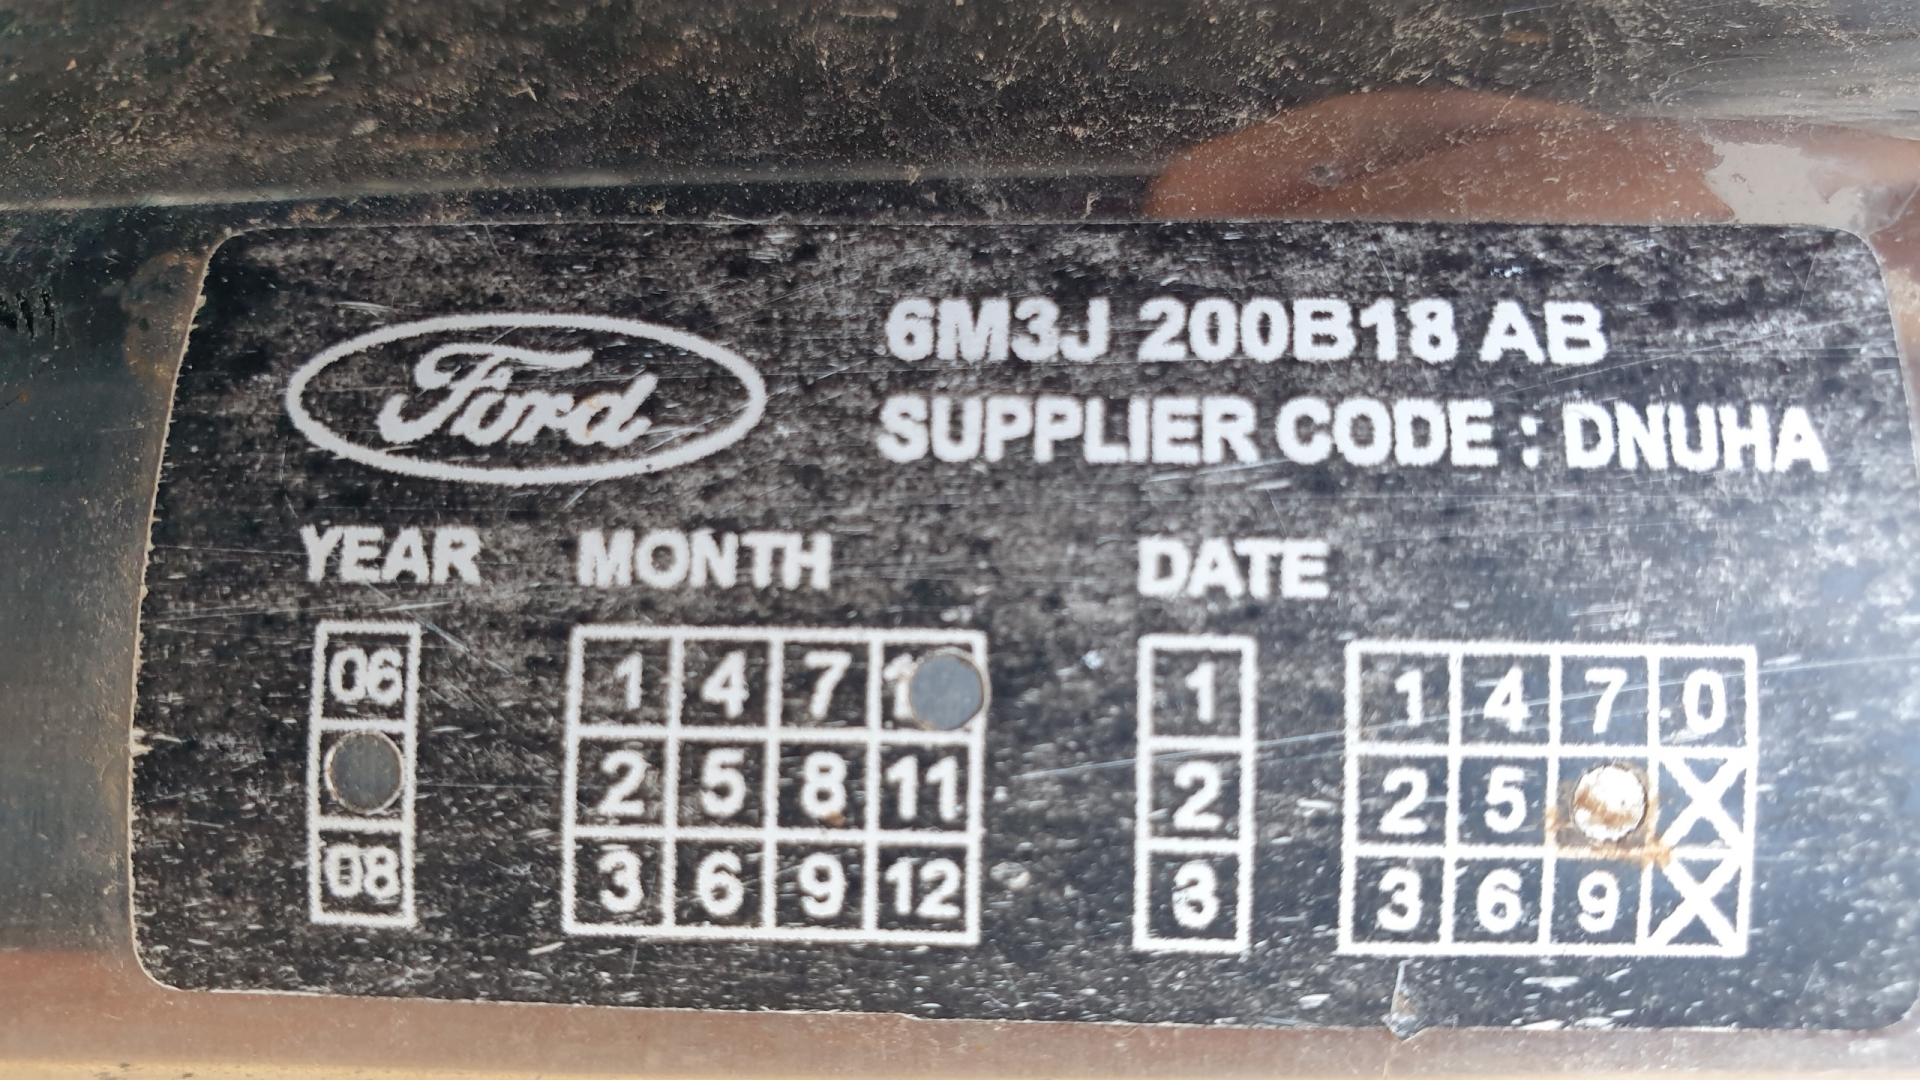 Ford
6M3J 200B18 AB
SUPPLIER CODE : DNUHA
YEAR MONTH DATE
06 1 4 7 1 1 4 7 0
2 5 8 11 2 2 5 X
08 3 6 9 12 3 3 6 9 X